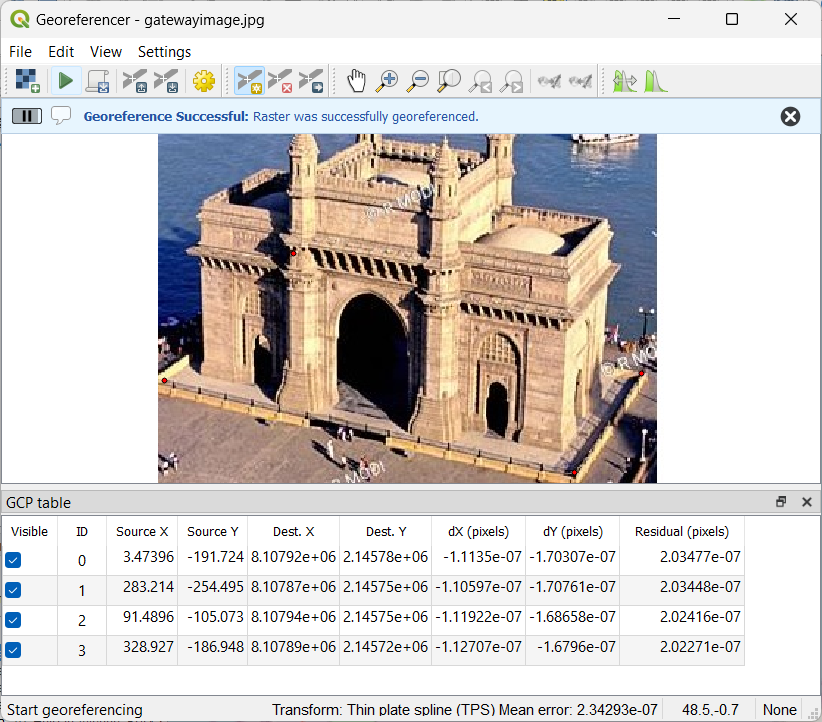 Georeferencer - gatewayimage.jpg
File Edit View Settings
Georeference Successful: Raster was successfully georeferenced.
© R MODI
© R MO
R MODI
GCP table
Visible ID Source X Source Y Dest. X Dest. Y dX (pixels) dY (pixels) Residual (pixels)
0 3.47396 -191.724 8.10792e+06 2.14578e+06 -1.1135e-07 -1.70307e-07 2.03477e-07
1 283.214 -254.495 8.10787e+06 2.14575e+06 -1.10597e-07 -1.70761e-07 2.03448e-07
2 91.4896 -105.073 8.10794e+06 2.14575e+06 -1.11922e-07 -1.68658e-07 2.02416e-07
3 328.927 -186.948 8.10789e+06 2.14572e+06 -1.12707e-07 -1.6796e-07 2.02271e-07
Start georeferencing Transform: Thin plate spline (TPS) Mean error: 2.34293e-07 48.5,-0.7 None